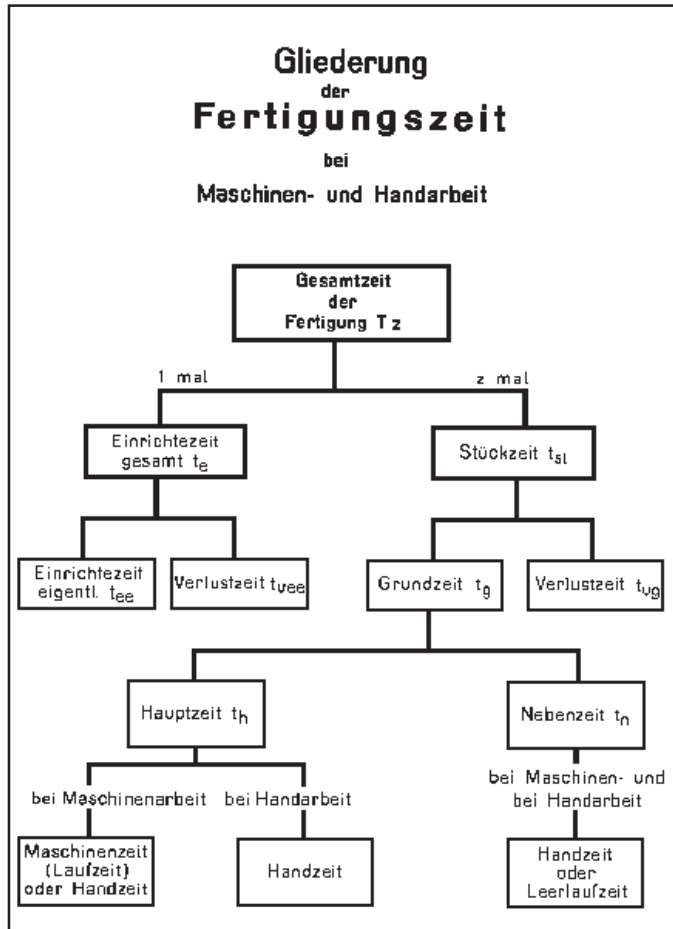 Gliederung
der
Fertigungszeit
bei
Maschinen- und Handarbeit
Gesamtzeit
der
Fertigung Tz
1 mal
z mal
Einrichtezeit
gesamt te
Stückzeit tst
Einrichtezeit
eigentl. tee
Verlustzeit tvee
Grundzeit tg
Verlustzeit tvg
Hauptzeit th
Nebenzeit tn
bei Maschinenarbeit
bei Handarbeit
bei Maschinen- und
bei Handarbeit
Maschinenzeit
(Laufzeit)
oder Handzeit
Handzeit
Handzeit
oder
Leerlaufzeit